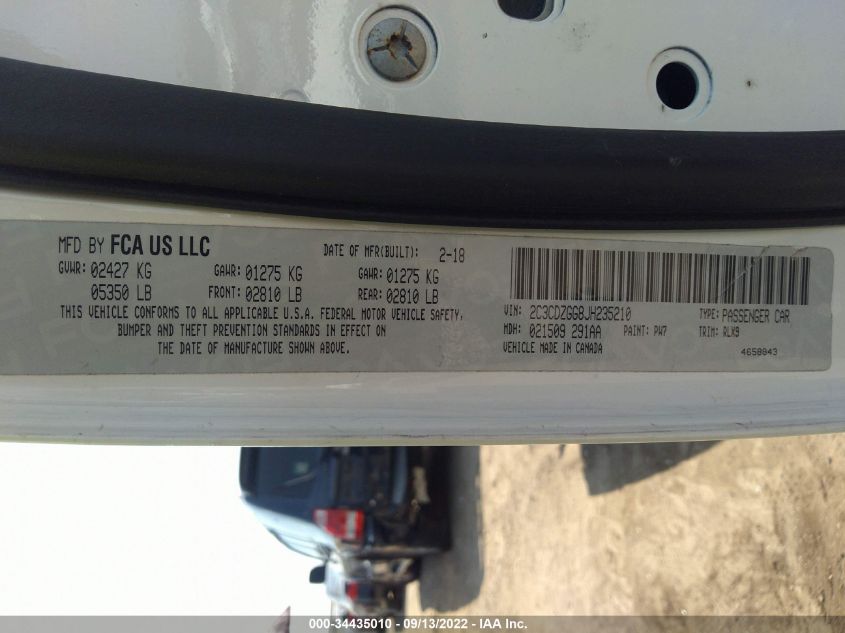 MFD BY FCA US LLC DATE OF MFR(BUILT): 2-18
GVWR: 02427 KG GAWR: 01275 KG GAWR: 01275 KG
05350 LB FRONT: 02810 LB REAR: 02810 LB
THIS VEHICLE CONFORMS TO ALL APPLICABLE U.S.A. FEDERAL MOTOR VEHICLE SAFETY,
BUMPER AND THEFT PREVENTION STANDARDS IN EFFECT ON
THE DATE OF MANUFACTURE SHOWN ABOVE.
VIN: 2C3CDZGG8JH235210 TYPE: PASSENGER CAR
MDH: 021509 291AA PAINT: PW7 TRIM: RLX9
VEHICLE MADE IN CANADA 4658843
000-34435010 - 09/13/2022 - IAA Inc.